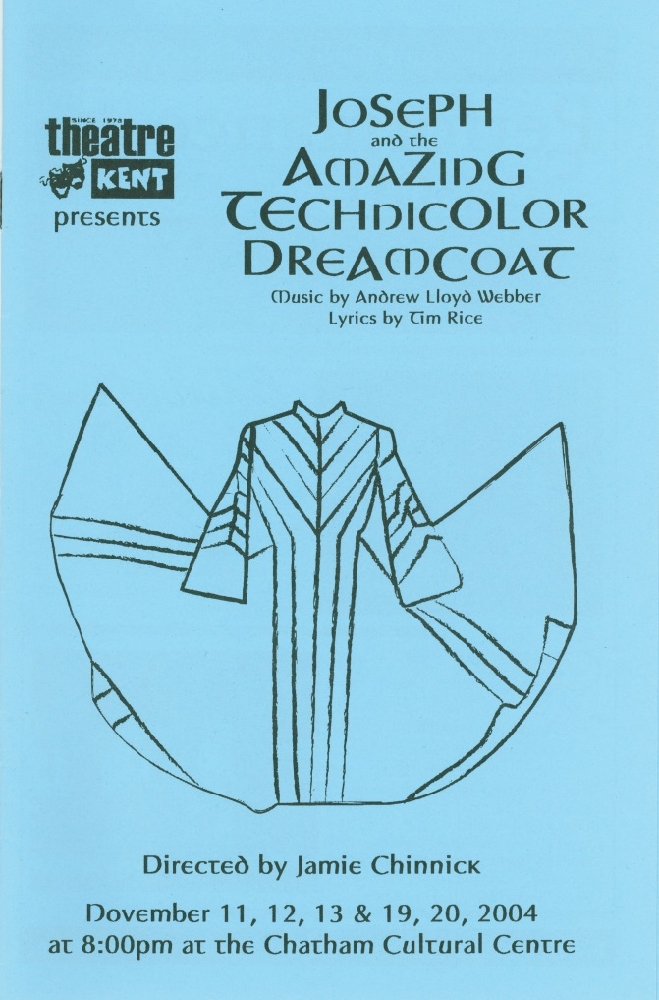 SINCE 1978
theatre
KENT
presents
JOSEPH
and the
AMAZING
TECHNICOLOR
DREAMCOAT
Music by Andrew Lloyd Webber
Lyrics by Tim Rice
Directed by Jamie Chinnick
November 11, 12, 13 & 19, 20, 2004
at 8:00pm at the Chatham Cultural Centre